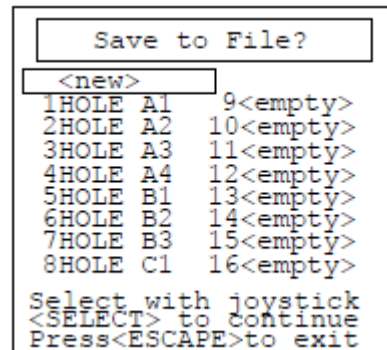 Save to File?
<new>
1HOLE A1 9<empty>
2HOLE A2 10<empty>
3HOLE A3 11<empty>
4HOLE A4 12<empty>
5HOLE B1 13<empty>
6HOLE B2 14<empty>
7HOLE B3 15<empty>
8HOLE C1 16<empty>
Select with joystick
<SELECT> to continue
Press<ESCAPE>to exit